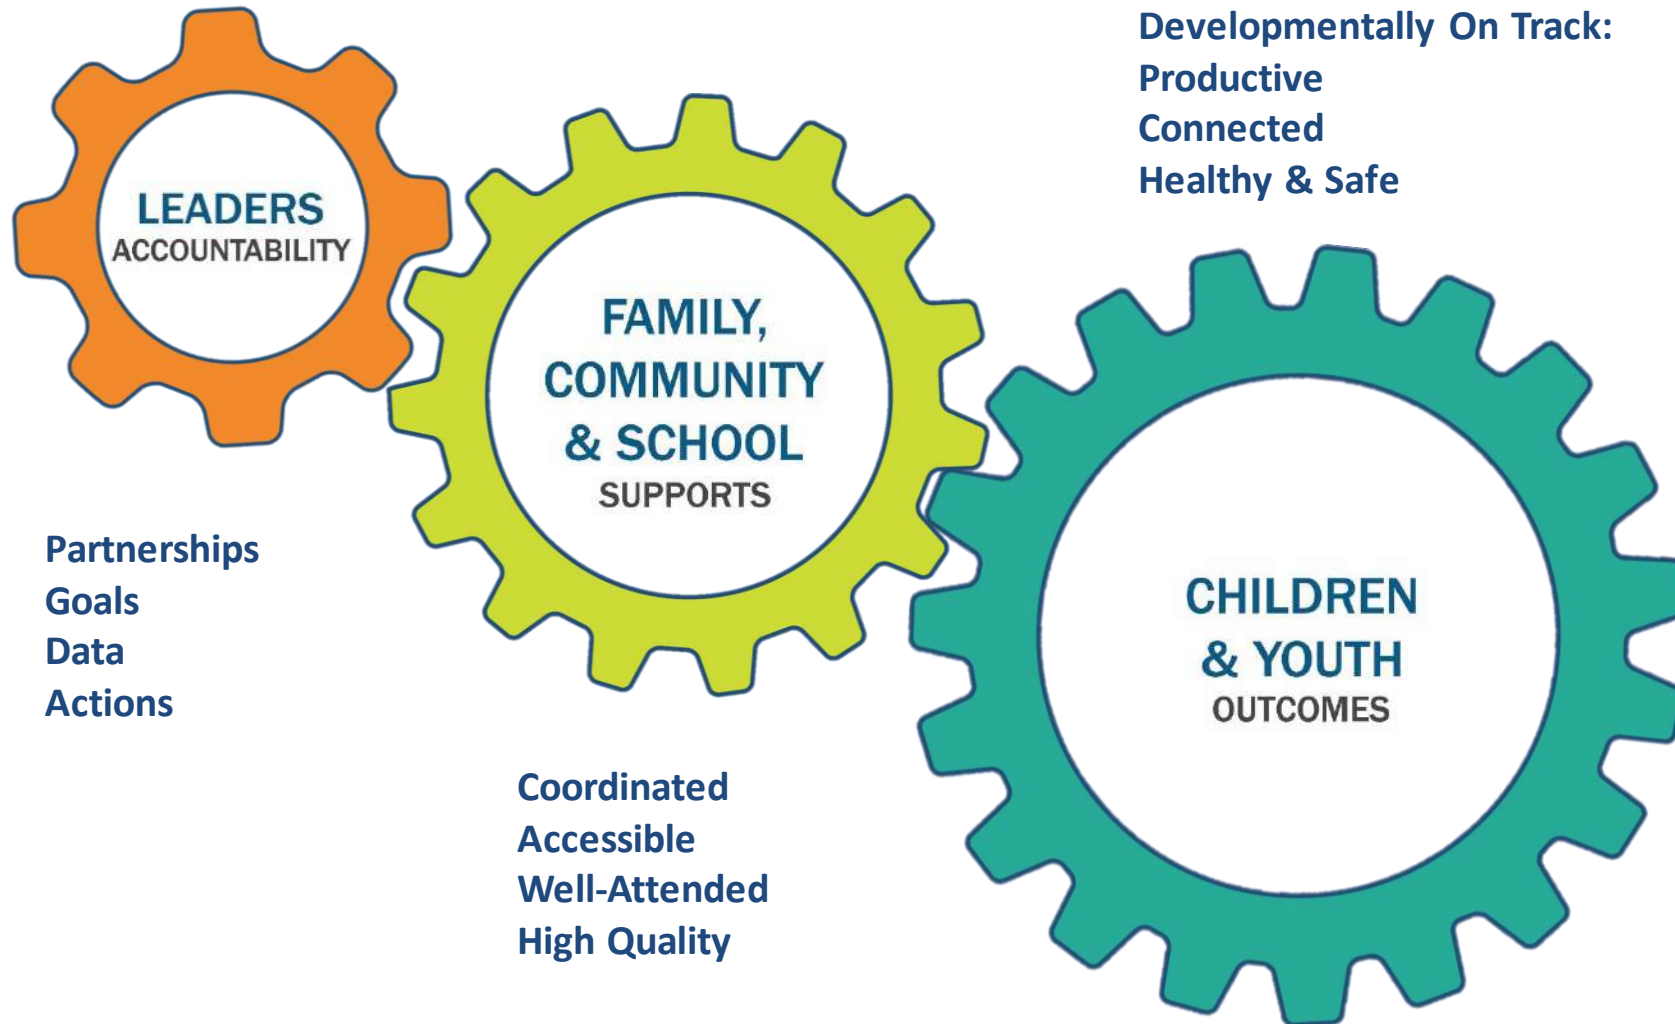 LEADERS
ACCOUNTABILITY
Partnerships
Goals
Data
Actions
FAMILY,
COMMUNITY
& SCHOOL
SUPPORTS
Coordinated
Accessible
Well-Attended
High Quality
Developmentally On Track:
Productive
Connected
Healthy & Safe
CHILDREN
& YOUTH
OUTCOMES